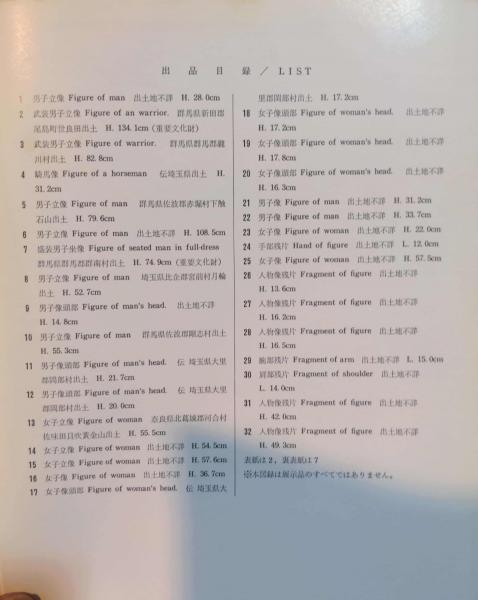 出品目録／LIST
1 男子立像 Figure of man 出土地不詳 H. 28.0cm
2 武装男子立像 Figure of an warrior. 群馬県新田郡
尾島町世良田出土 H. 134.1cm (重要文化財)
3 武装男子立像 Figure of warrior. 群馬県群馬郡瀧
川村出土 H. 82.8cm
4 騎馬像 Figure of a horseman 伝埼玉県出土 H.
31.2cm
5 男子立像 Figure of man 群馬県佐波郡赤堀村下触
石山出土 H. 79.6cm
6 男子立像 Figure of man 出土地不詳 H. 108.5cm
7 盛装男子坐像 Figure of seated man in full-dress
群馬県群馬郡郡南村出土 H. 74.9cm (重要文化財)
8 男子立像 Figure of man 埼玉県比企郡宮前村月輪
出土 H. 52.7cm
9 男子像頭部 Figure of man's head. 出土地不詳
H. 14.8cm
10 男子立像 Figure of man 群馬県佐波郡剛志村出土
H. 55.3cm
11 男子像頭部 Figure of man's head. 伝 埼玉県大里
郡岡部村出土 H. 21.7cm
12 男子像頭部 Figure of man's head. 伝 埼玉県大里
郡岡部村出土 H. 20.0cm
13 女子立像 Figure of woman 奈良県北葛城郡河合村
佐味田貝吹黄金山出土 H. 55.5cm
14 女子立像 Figure of woman 出土地不詳 H. 54.5cm
15 女子立像 Figure of woman 出土地不詳 H. 57.6cm
16 女子像 Figure of woman 出土地不詳 H. 36.7cm
17 女子像頭部 Figure of woman's head. 伝 埼玉県大
里郡岡部村出土 H. 17.2cm
18 女子像頭部 Figure of woman's head. 出土地不詳
H. 17.2cm
19 女子像頭部 Figure of woman's head. 出土地不詳
H. 17.8cm
20 女子像頭部 Figure of woman's head. 出土地不詳
H. 16.3cm
21 男子像 Figure of man 出土地不詳 H. 31.2cm
22 男子像 Figure of man 出土地不詳 H. 33.7cm
23 女子像 Figure of woman 出土地不詳 H. 22.0cm
24 手部残片 Hand of figure 出土地不詳 L. 12.0cm
25 女子像 Figure of woman 出土地不詳 H. 57.5cm
26 人物像残片 Fragment of figure 出土地不詳
H. 13.6cm
27 人物像残片 Fragment of figure 出土地不詳
H. 16.2cm
28 人物像残片 Fragment of figure 出土地不詳
H. 16.5cm
29 腕部残片 Fragment of arm 出土地不詳 L. 15.0cm
30 肩部残片 Fragment of shoulder 出土地不詳
L. 14.0cm
31 人物像残片 Fragment of figure 出土地不詳
H. 42.0cm
32 人物像残片 Fragment of figure 出土地不詳
H. 49.3cm
表紙は2，裏表紙は7
本図録は展示品のすべてではありません。